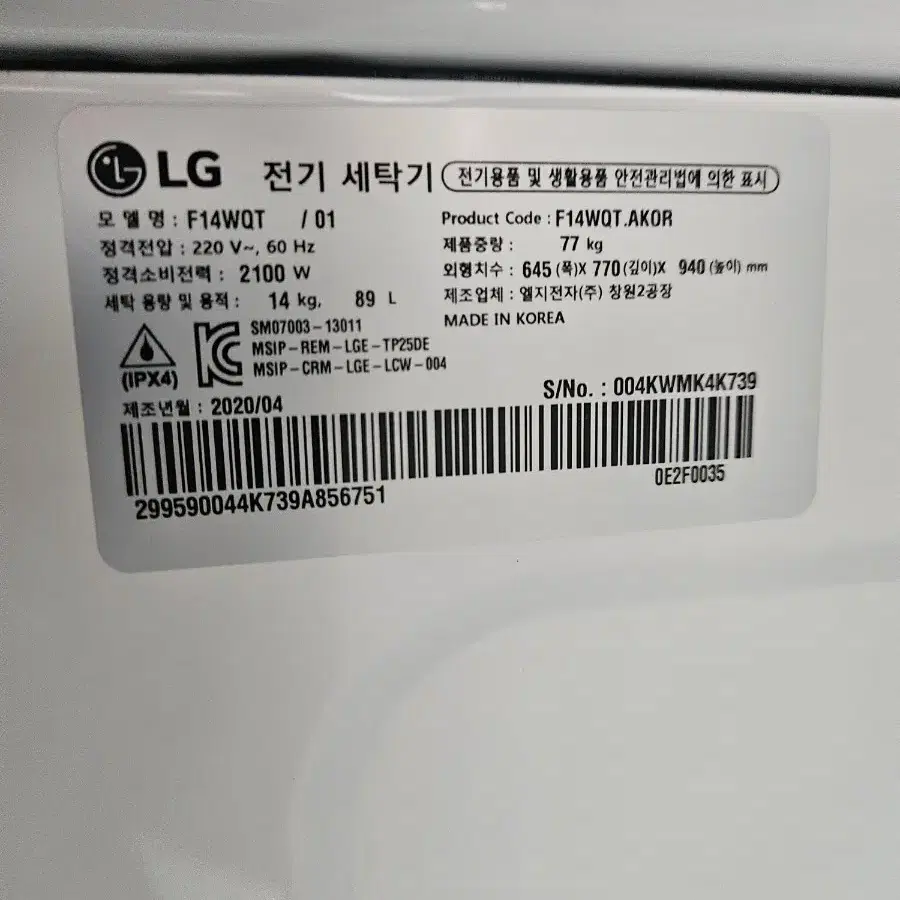 LG 전기 세탁기 전기용품 및 생활용품 안전관리법에 의한 표시
모 델 명 : F14WQT / 01
정격전압 : 220 V~, 60 Hz
정격소비전력 : 2100 W
세탁 용량 및 용적 : 14 kg, 89 L
Product Code : F14WQT.AKOR
제품중량 : 77 kg
외형치수 : 645 (폭)X 770 (깊이)X 940 (높이) mm
제조업체 : 엘지전자(주) 창원2공장
MADE IN KOREA
(IPX4)
SM07003-13011
MSIP-REM-LGE-TP25DE
MSIP-CRM-LGE-LCW-004
제조년월 : 2020/04
S/No. : 004KWMK4K739
299590044K739A856751
0E2F0035